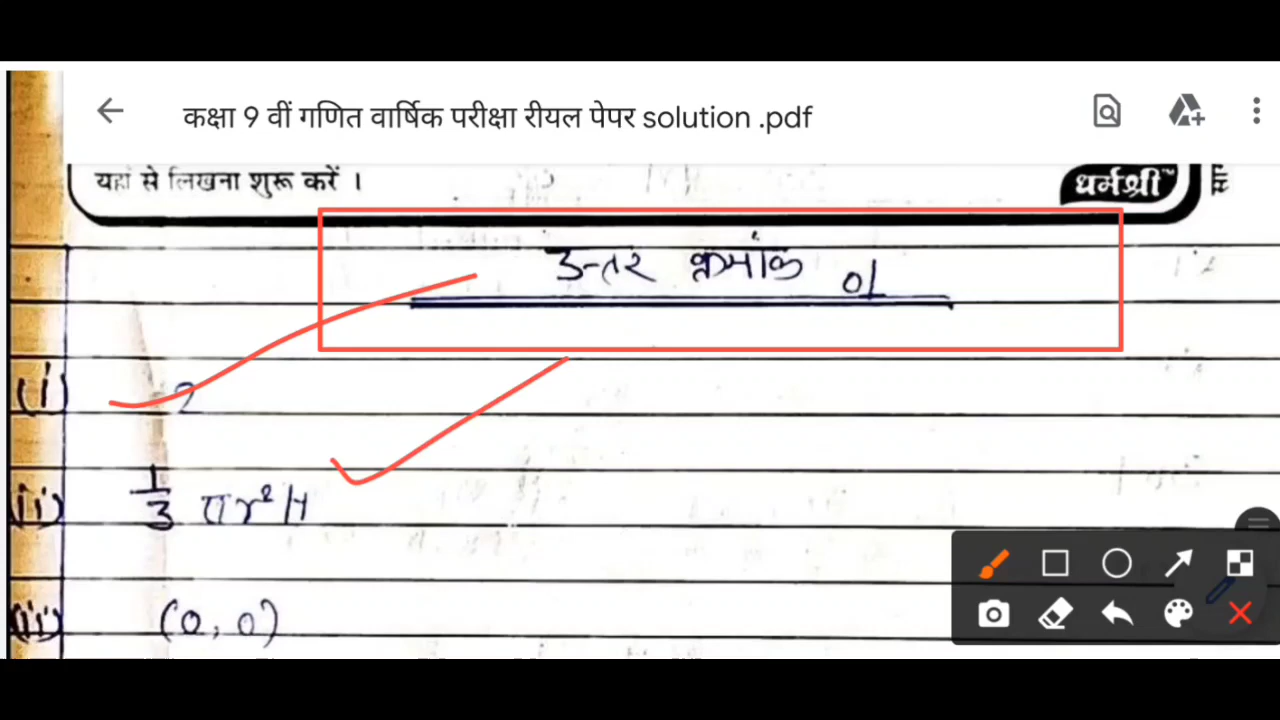 कक्षा 9 वीं गणित वार्षिक परीक्षा रीयल पेपर solution .pdf
यहां से लिखना शुरू करें ।
धर्मश्री™
उत्तर क्रमांक 01
(i) 2
(ii) 1/3 πr²H
(iii) (0, 0)